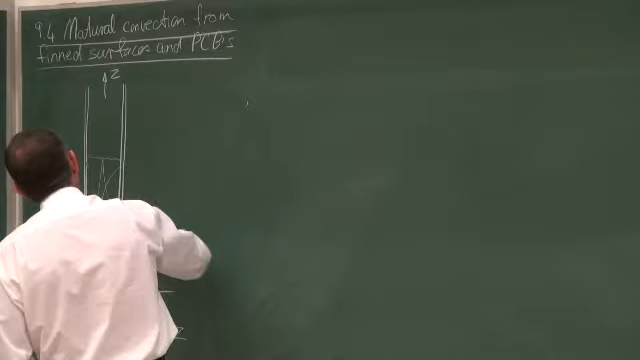 9.4 Natural convection from
finned surfaces and PCB's
z